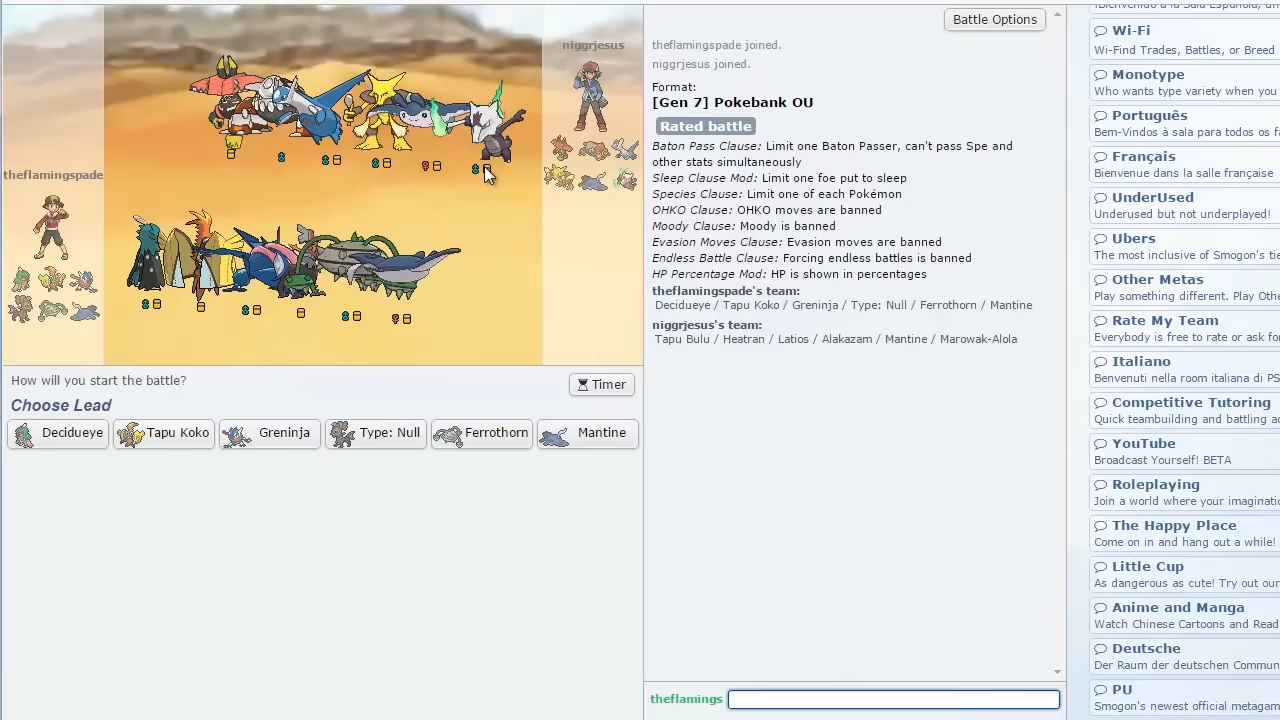 niggrjesus
theflamingspade
How will you start the battle?
Timer
Choose Lead
Decidueye
Tapu Koko
Greninja
Type: Null
Ferrothorn
Mantine
Battle Options
theflamingspade joined.
niggrjesus joined.
Format:
[Gen 7] Pokebank OU
Rated battle
Baton Pass Clause: Limit one Baton Passer, can't pass Spe and
other stats simultaneously
Sleep Clause Mod: Limit one foe put to sleep
Species Clause: Limit one of each Pokémon
OHKO Clause: OHKO moves are banned
Moody Clause: Moody is banned
Evasion Moves Clause: Evasion moves are banned
Endless Battle Clause: Forcing endless battles is banned
HP Percentage Mod: HP is shown in percentages
theflamingspade's team:
Decidueye / Tapu Koko / Greninja / Type: Null / Ferrothorn / Mantine
niggrjesus's team:
Tapu Bulu / Heatran / Latios / Alakazam / Mantine / Marowak-Alola
theflamings
Wi-Fi
Wi-Find Trades, Battles, or Breed
Monotype
Who wants type variety when you
Português
Bem-Vindos à sala para todos os fa
Français
Bienvenue dans la salle française
UnderUsed
Underused but not underplayed!
Ubers
The most inclusive of Smogon's tie
Other Metas
Play something different. Play Othe
Rate My Team
Everybody is free to rate or ask for
Italiano
Benvenuti nella room italiana di PS
Competitive Tutoring
Quick teambuilding and battling ad
YouTube
Broadcast Yourself! BETA
Roleplaying
Join a world where your imaginatio
The Happy Place
Come on in and hang out a while!
Little Cup
As dangerous as cute! Try out our
Anime and Manga
Watch Chinese Cartoons and Read
Deutsche
Der Raum der deutschen Commun
PU
Smogon's newest official metagam